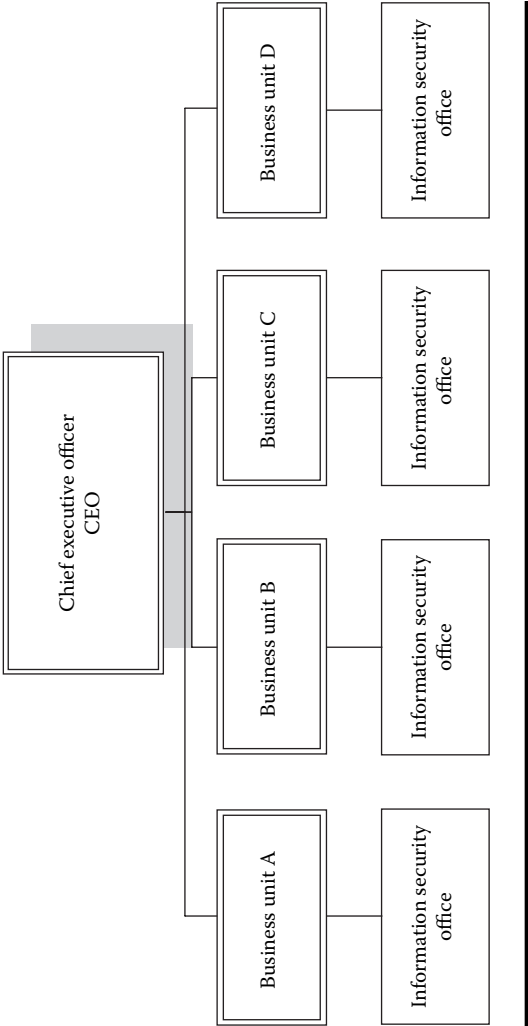 Chief executive officer
CEO
Business unit A
Business unit B
Business unit C
Business unit D
Information security
office
Information security
office
Information security
office
Information security
office